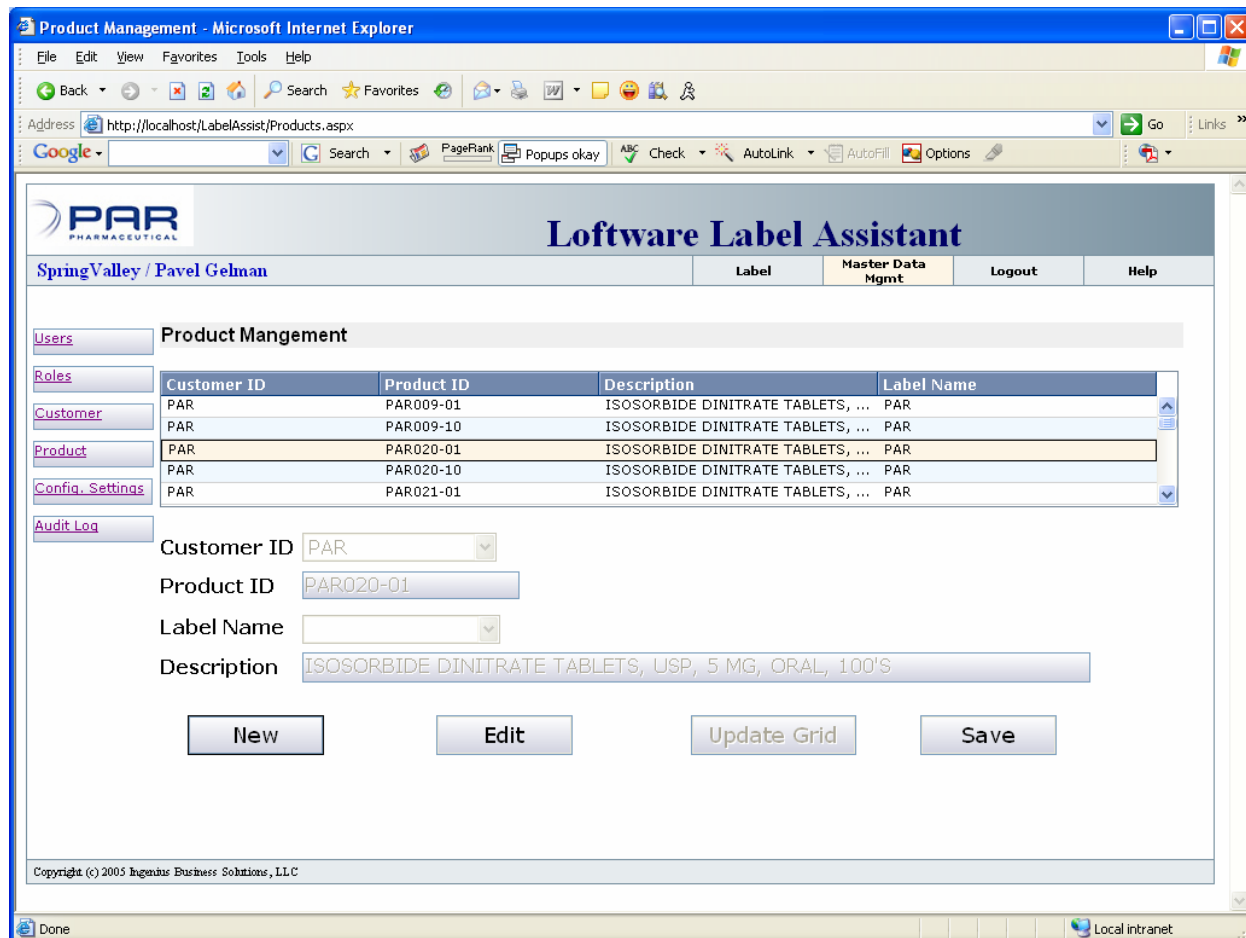 Product Management - Microsoft Internet Explorer
File Edit View Favorites Tools Help
Back Search Favorites
Address http://localhost/LabelAssist/Products.aspx Go Links »
Google Search PageRank Popups okay ABC Check AutoLink AutoFill Options
PAR
PHARMACEUTICAL
Loftware Label Assistant
SpringValley / Pavel Gelman Label Master Data Mgmt Logout Help
Product Mangement
Users
Roles
Customer
Product
Config. Settings
Audit Log
Customer ID Product ID Description Label Name
PAR PAR009-01 ISOSORBIDE DINITRATE TABLETS, ... PAR
PAR PAR009-10 ISOSORBIDE DINITRATE TABLETS, ... PAR
PAR PAR020-01 ISOSORBIDE DINITRATE TABLETS, ... PAR
PAR PAR020-10 ISOSORBIDE DINITRATE TABLETS, ... PAR
PAR PAR021-01 ISOSORBIDE DINITRATE TABLETS, ... PAR
Customer ID PAR
Product ID PAR020-01
Label Name
Description ISOSORBIDE DINITRATE TABLETS, USP, 5 MG, ORAL, 100'S
New Edit Update Grid Save
Copyright (c) 2005 Ingenius Business Solutions, LLC
Done Local intranet